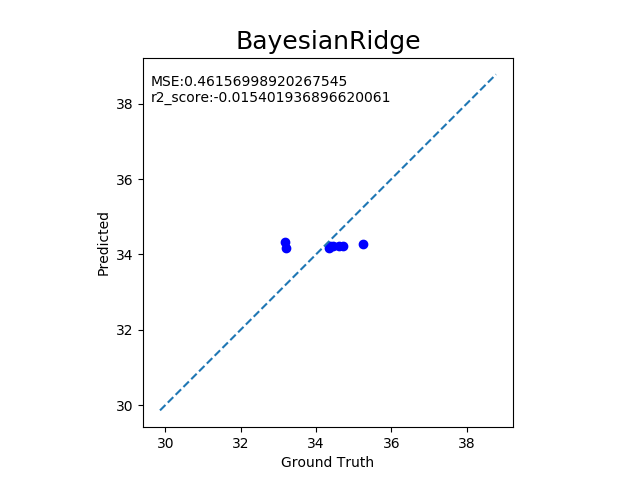 BayesianRidge
MSE:0.46156998920267545
r2_score:-0.015401936896620061
38
36
34
32
30
Predicted
30 32 34 36 38
Ground Truth